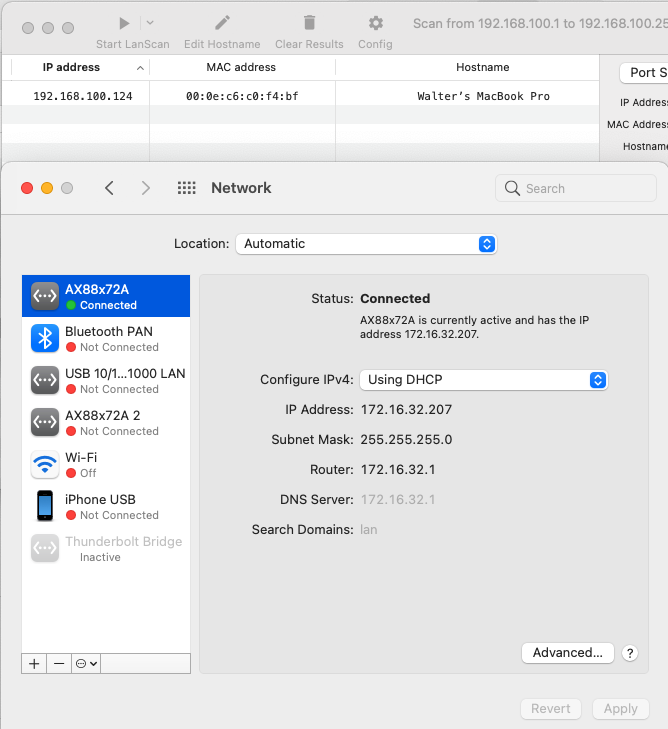 Scan from 192.168.100.1 to 192.168.100.25
Start LanScan Edit Hostname Clear Results Config
IP address MAC address Hostname
Port S
192.168.100.124 00:0e:c6:c0:f4:bf Walter's MacBook Pro
IP Address
MAC Address
Hostname
Network
Search
Location: Automatic
AX88x72A
Connected
Bluetooth PAN
Not Connected
USB 10/1...1000 LAN
Not Connected
AX88x72A 2
Not Connected
Wi-Fi
Off
iPhone USB
Not Connected
Thunderbolt Bridge
Inactive
Status: Connected
AX88x72A is currently active and has the IP
address 172.16.32.207.
Configure IPv4: Using DHCP
IP Address: 172.16.32.207
Subnet Mask: 255.255.255.0
Router: 172.16.32.1
DNS Server: 172.16.32.1
Search Domains: lan
Advanced... ?
Revert Apply